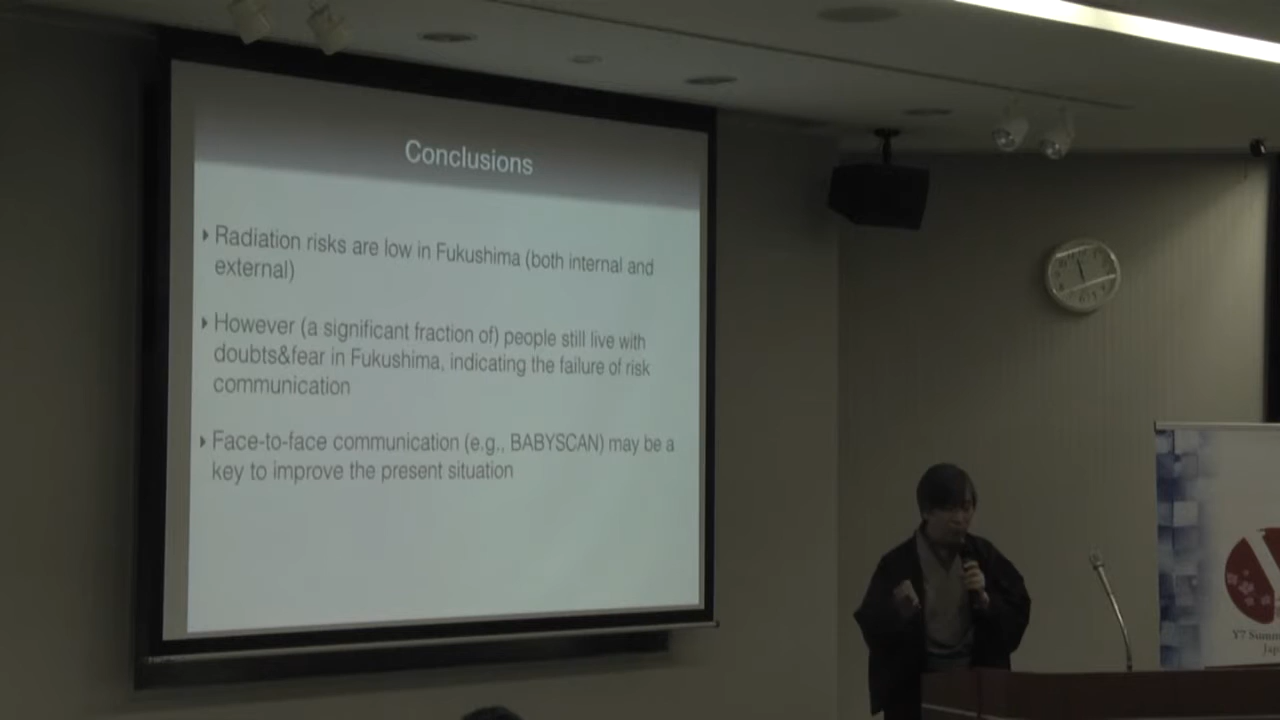 Conclusions
Radiation risks are low in Fukushima (both internal and
external)
However (a significant fraction of) people still live with
doubts&fear in Fukushima, indicating the failure of risk
communication
Face-to-face communication (e.g., BABYSCAN) may be a
key to improve the present situation
Y7